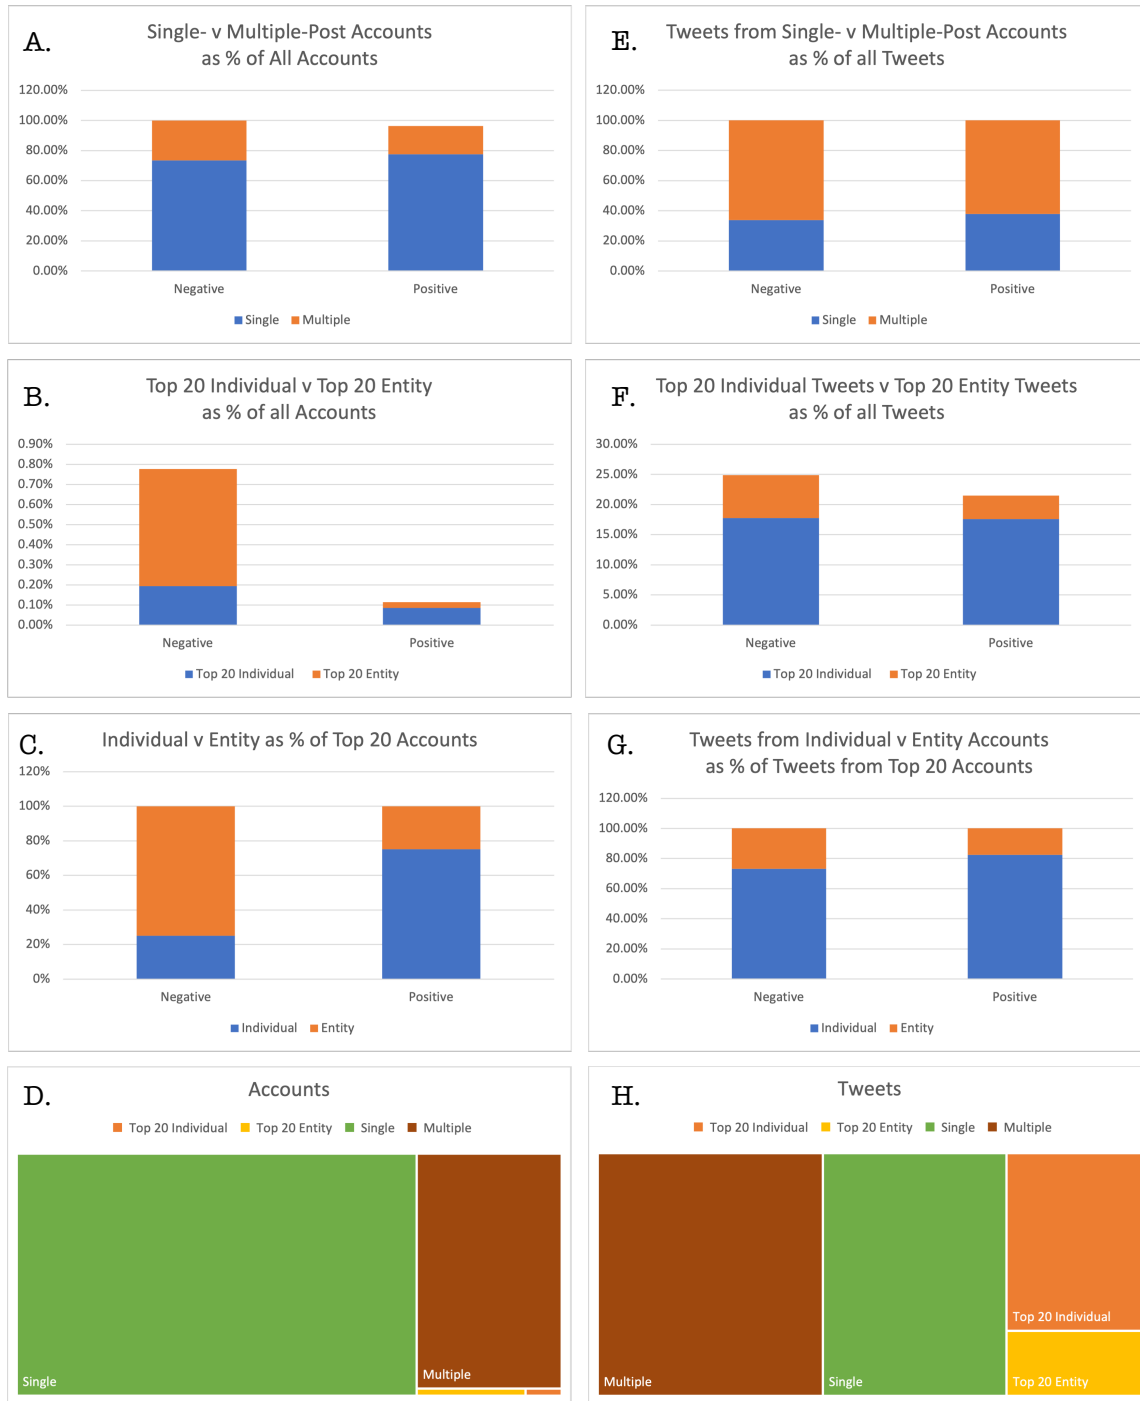 A.
Single- v Multiple-Post Accounts
as % of All Accounts
120.00%
100.00%
80.00%
60.00%
40.00%
20.00%
0.00%
Negative Positive
Single Multiple
E.
Tweets from Single- v Multiple-Post Accounts
as % of all Tweets
120.00%
100.00%
80.00%
60.00%
40.00%
20.00%
0.00%
Negative Positive
Single Multiple
B.
Top 20 Individual v Top 20 Entity
as % of all Accounts
0.90%
0.80%
0.70%
0.60%
0.50%
0.40%
0.30%
0.20%
0.10%
0.00%
Negative Positive
Top 20 Individual Top 20 Entity
F.
Top 20 Individual Tweets v Top 20 Entity Tweets
as % of all Tweets
30.00%
25.00%
20.00%
15.00%
10.00%
5.00%
0.00%
Negative Positive
Top 20 Individual Top 20 Entity
C.
Individual v Entity as % of Top 20 Accounts
120%
100%
80%
60%
40%
20%
0%
Negative Positive
Individual Entity
G.
Tweets from Individual v Entity Accounts
as % of Tweets from Top 20 Accounts
120.00%
100.00%
80.00%
60.00%
40.00%
20.00%
0.00%
Negative Positive
Individual Entity
D.
Accounts
Top 20 Individual Top 20 Entity Single Multiple
Single
Multiple
H.
Tweets
Top 20 Individual Top 20 Entity Single Multiple
Multiple
Single
Top 20 Individual
Top 20 Entity